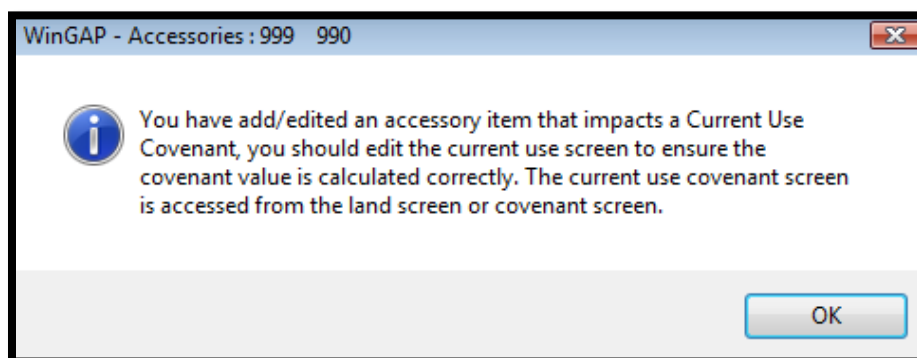 WinGAP - Accessories : 999 990
You have add/edited an accessory item that impacts a Current Use
Covenant, you should edit the current use screen to ensure the
covenant value is calculated correctly. The current use covenant screen
is accessed from the land screen or covenant screen.
OK